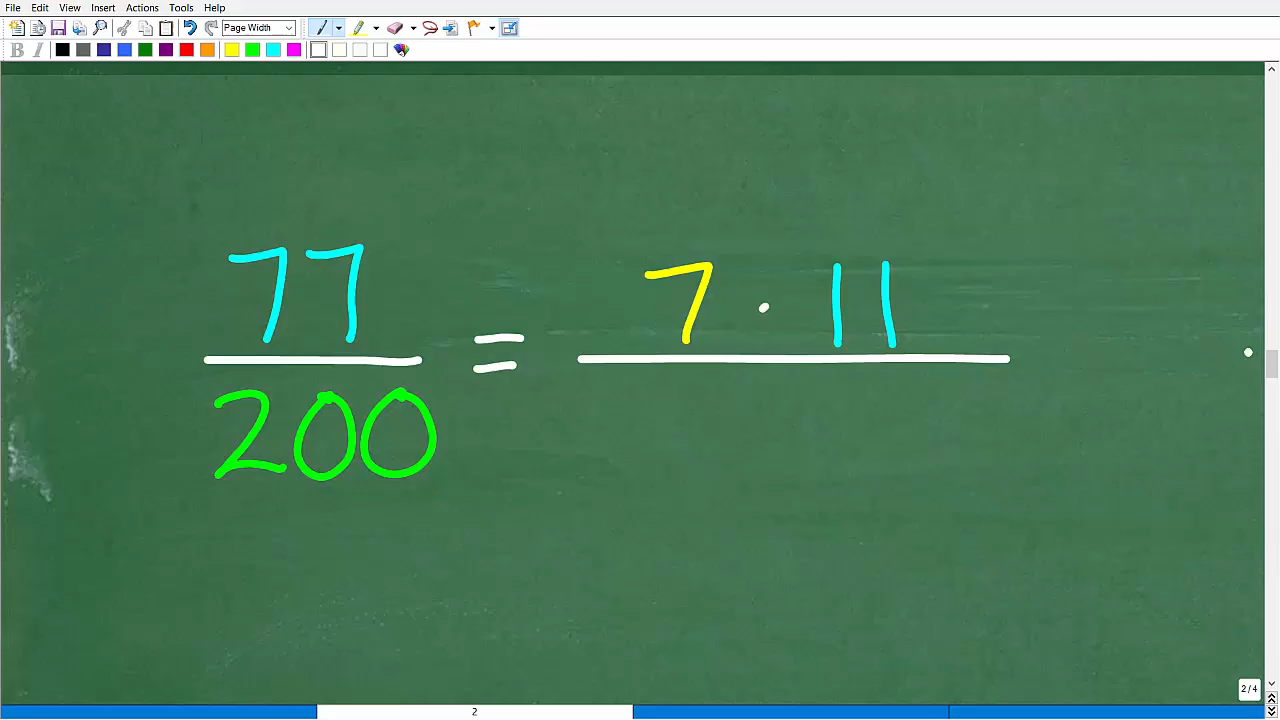 File Edit View Insert Actions Tools Help
Page Width
B I
77/200 = 7 · 11/
2/4
2